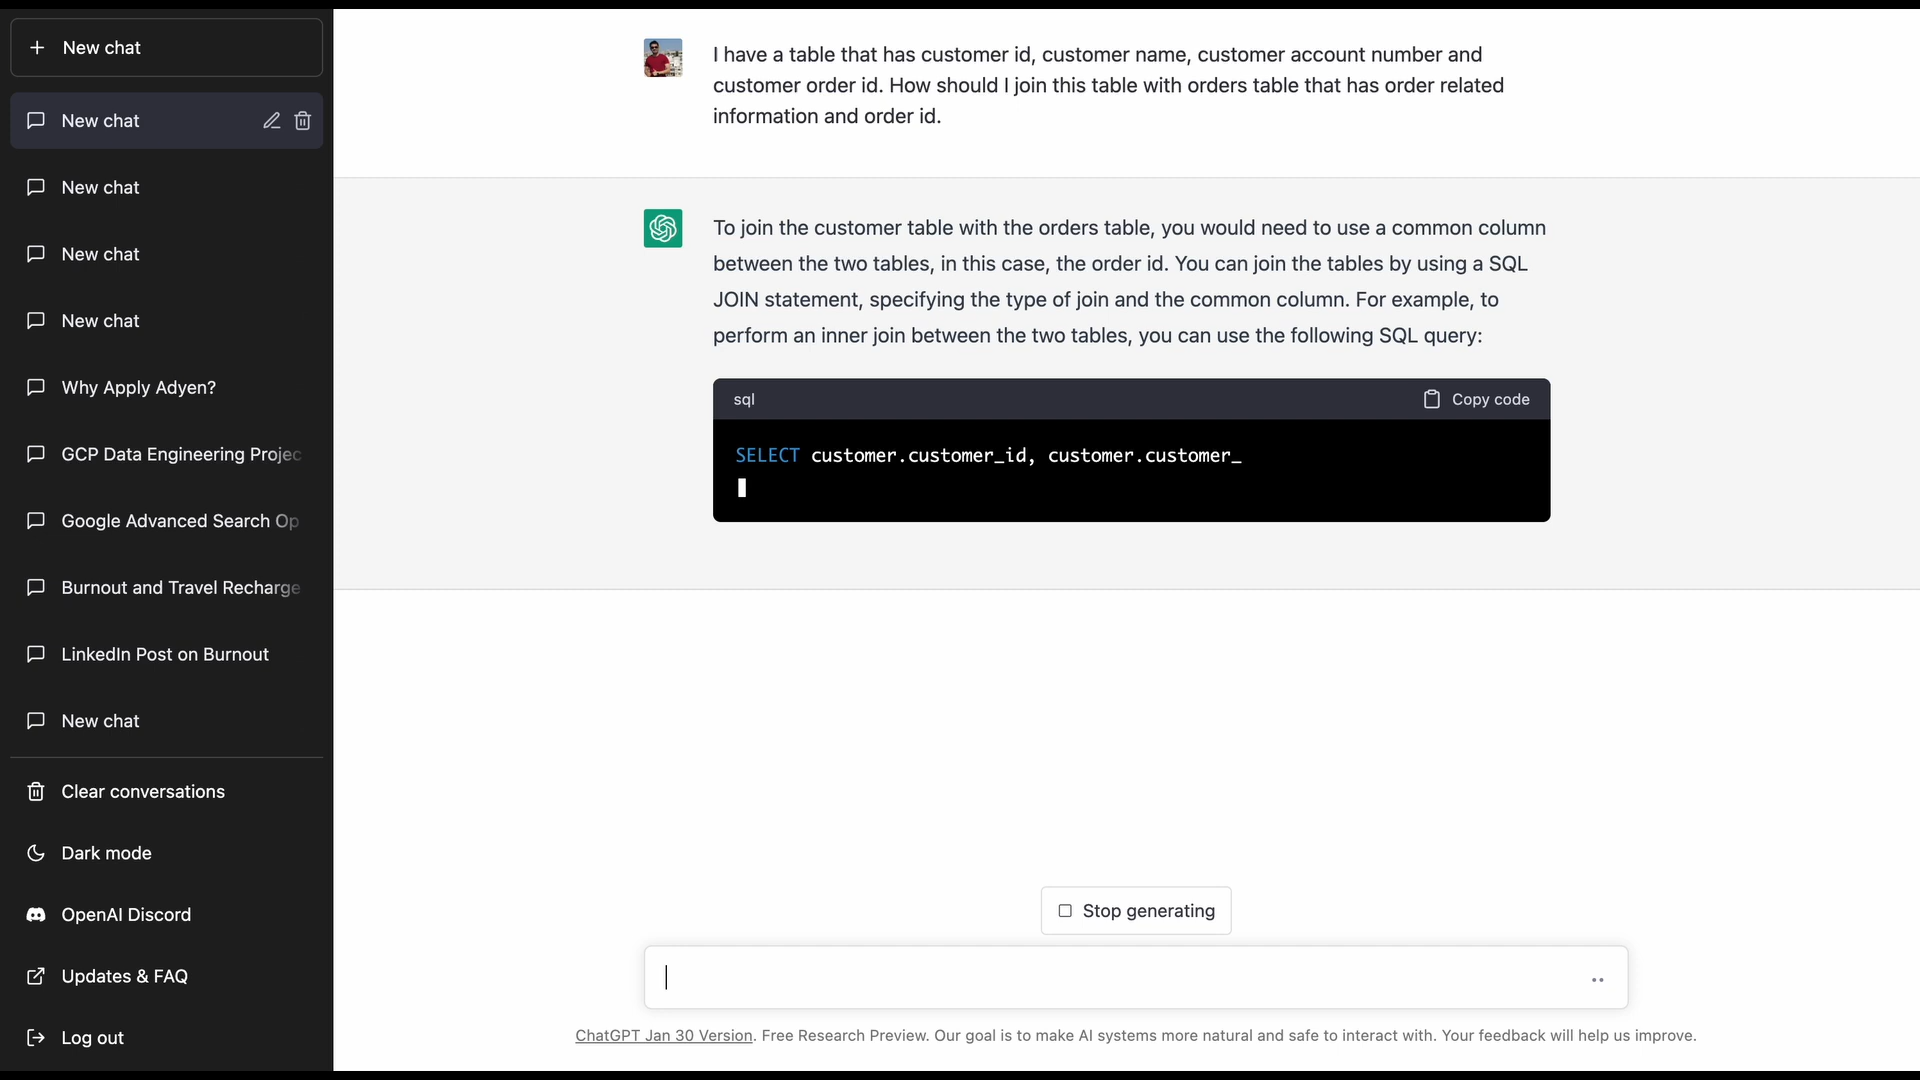 New chat
New chat
New chat
New chat
New chat
Why Apply Adyen?
GCP Data Engineering Projec
Google Advanced Search Op
Burnout and Travel Recharge
LinkedIn Post on Burnout
New chat
Clear conversations
Dark mode
OpenAI Discord
Updates & FAQ
Log out
I have a table that has customer id, customer name, customer account number and
customer order id. How should I join this table with orders table that has order related
information and order id.
To join the customer table with the orders table, you would need to use a common column
between the two tables, in this case, the order id. You can join the tables by using a SQL
JOIN statement, specifying the type of join and the common column. For example, to
perform an inner join between the two tables, you can use the following SQL query:
sql
Copy code
SELECT customer.customer_id, customer.customer_
Stop generating
ChatGPT Jan 30 Version. Free Research Preview. Our goal is to make AI systems more natural and safe to interact with. Your feedback will help us improve.